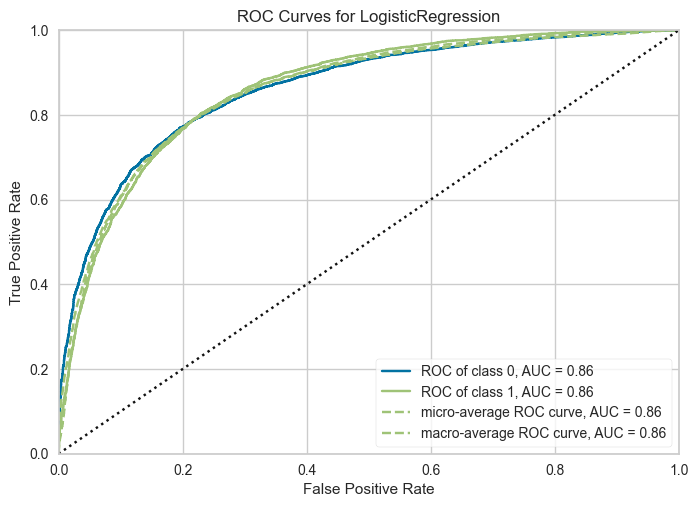 ROC Curves for LogisticRegression
1.0
0.8
0.6
0.4
0.2
0.0
True Positive Rate
ROC of class 0, AUC = 0.86
ROC of class 1, AUC = 0.86
micro-average ROC curve, AUC = 0.86
macro-average ROC curve, AUC = 0.86
0.0 0.2 0.4 0.6 0.8 1.0
False Positive Rate